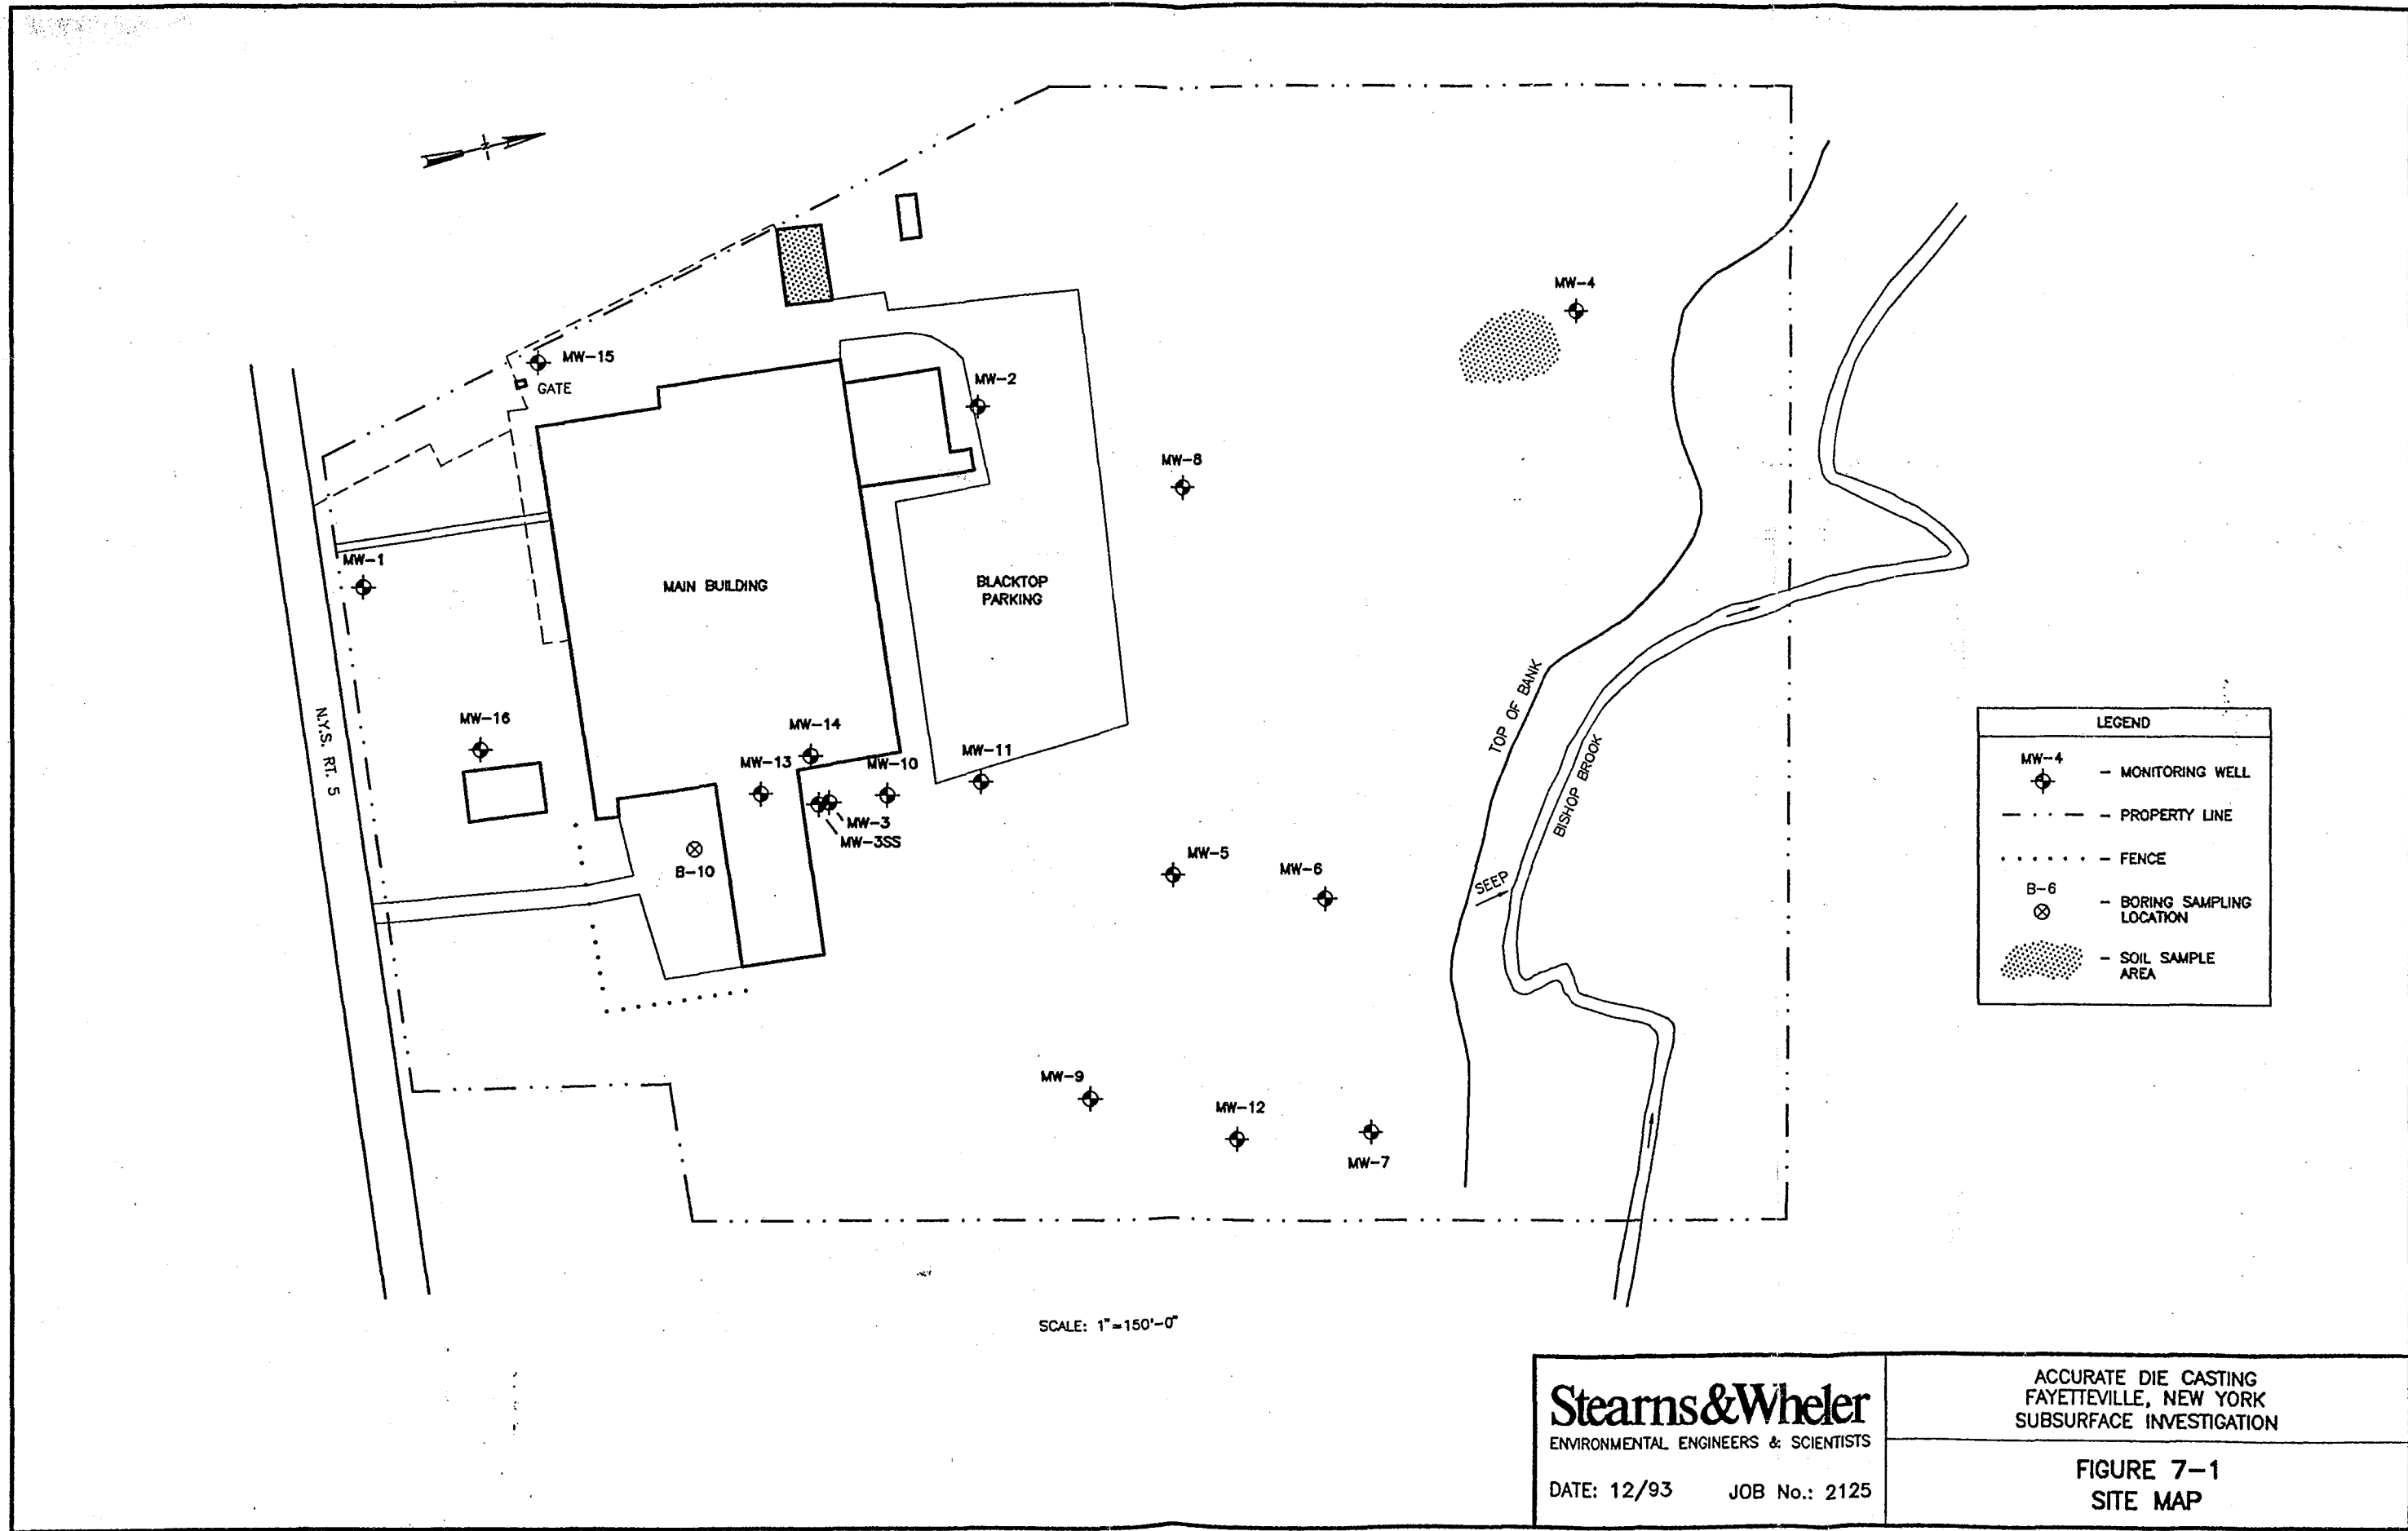 MW-4
MW-15
GATE
MW-2
MW-8
MW-1
MAIN BUILDING
BLACKTOP
PARKING
N.Y.S. RT. 5
MW-16
MW-14
MW-13
MW-10
MW-11
MW-3
MW-3SS
B-10
MW-5
MW-6
TOP OF BANK
BISHOP BROOK
SEEP
MW-9
MW-12
MW-7
LEGEND
MW-4
- MONITORING WELL
- PROPERTY LINE
- FENCE
B-6
- BORING SAMPLING
LOCATION
- SOIL SAMPLE
AREA
SCALE: 1"=150'-0"
Stearns&Wheler
ENVIRONMENTAL ENGINEERS & SCIENTISTS
DATE: 12/93 JOB No.: 2125
ACCURATE DIE CASTING
FAYETTEVILLE, NEW YORK
SUBSURFACE INVESTIGATION
FIGURE 7-1
SITE MAP